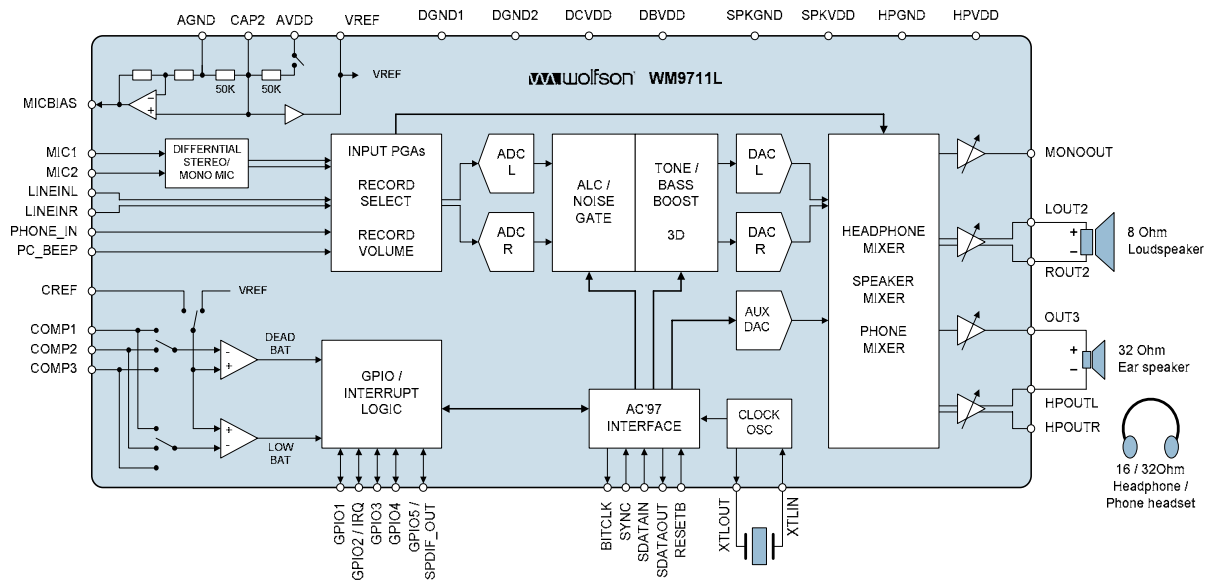 AGND CAP2 AVDD VREF DGND1 DGND2 DCVDD DBVDD SPKGND SPKVDD HPGND HPVDD
VREF
50K 50K
wolfson WM9711L
MICBIAS
MIC1
MIC2
LINEINL
LINEINR
PHONE_IN
PC_BEEP
DIFFERNTIAL
STEREO/
MONO MIC
INPUT PGAs
RECORD
SELECT
RECORD
VOLUME
ADC
L
ADC
R
ALC /
NOISE
GATE
TONE /
BASS
BOOST
3D
DAC
L
DAC
R
AUX
DAC
HEADPHONE
MIXER
SPEAKER
MIXER
PHONE
MIXER
MONOOUT
LOUT2
+
−
ROUT2
8 Ohm
Loudspeaker
OUT3
+
−
32 Ohm
Ear speaker
HPOUTL
HPOUTR
16 / 32Ohm
Headphone /
Phone headset
CREF
VREF
COMP1
COMP2
COMP3
DEAD
BAT
LOW
BAT
- +
+ -
− +
GPIO /
INTERRUPT
LOGIC
AC'97
INTERFACE
CLOCK
OSC
GPIO1
GPIO2 / IRQ
GPIO3
GPIO4
GPIO5 /
SPDIF_OUT
BITCLK
SYNC
SDATAIN
SDATAOUT
RESETB
XTLOUT
XTLIN